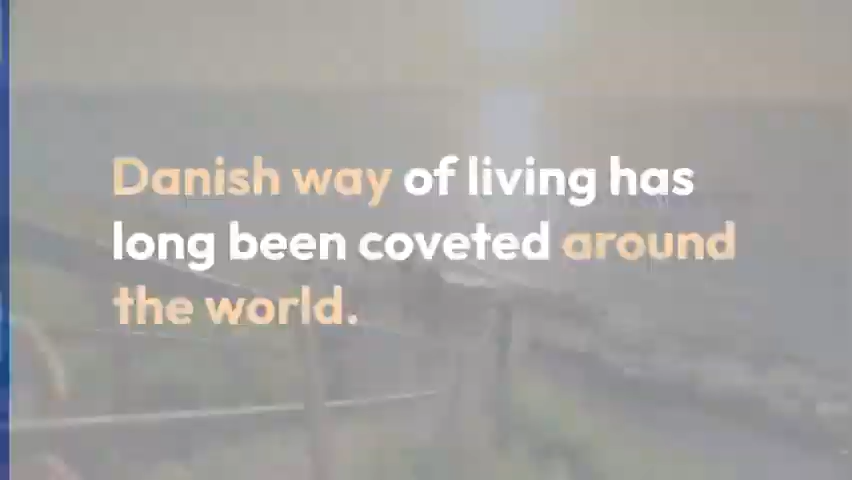 Danish way of living has
long been coveted around
the world.